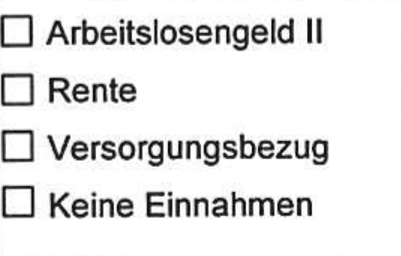 Arbeitslosengeld II
Rente
Versorgungsbezug
Keine Einnahmen